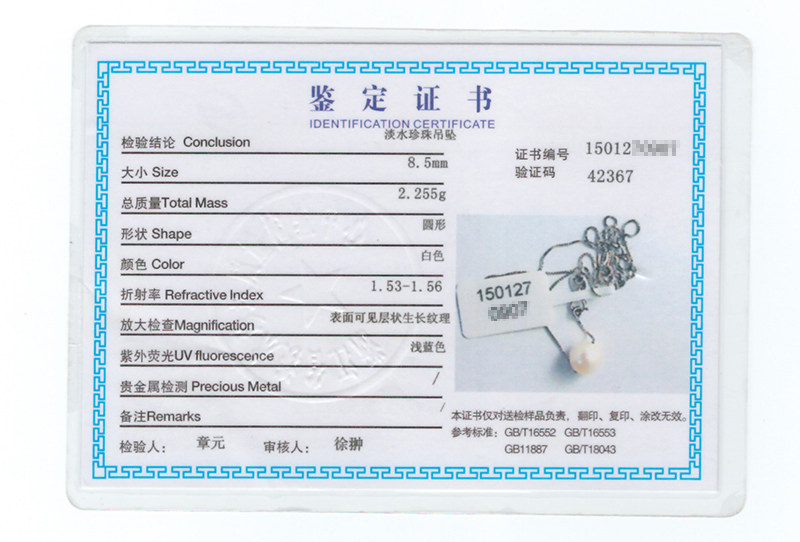 鉴定证书
IDENTIFICATION CERTIFICATE
检验结论 Conclusion 淡水珍珠吊坠
大小 Size 8.5mm
总质量Total Mass 2.255g
形状 Shape 圆形
颜色 Color 白色
折射率 Refractive Index 1.53-1.56
放大检查Magnification 表面可见层状生长纹理
紫外荧光UV fluorescence 浅蓝色
贵金属检测 Precious Metal /
备注Remarks /
检验人: 章元 审核人: 徐翀
证书编号 15012
验证码 42367
150127
本证书仅对送检样品负责，翻印、复印、涂改无效。
参考标准: GB/T16552 GB/T16553
GB11887 GB/T18043